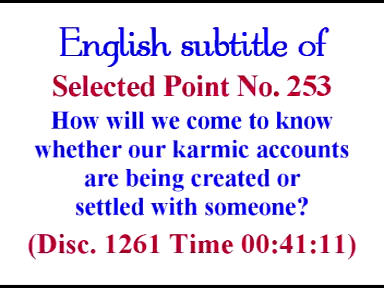 English subtitle of
Selected Point No. 253
How will we come to know
whether our karmic accounts
are being created or
settled with someone?
(Disc. 1261 Time 00:41:11)